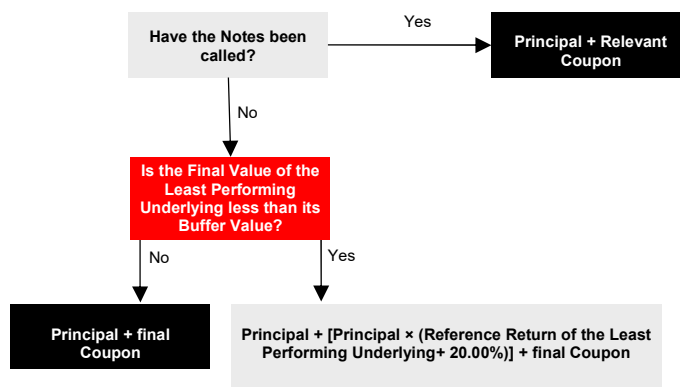 Have the Notes been
called?
Yes
Principal + Relevant
Coupon
No
Is the Final Value of the
Least Performing
Underlying less than its
Buffer Value?
No
Yes
Principal + final
Coupon
Principal + [Principal × (Reference Return of the Least
Performing Underlying+ 20.00%)] + final Coupon